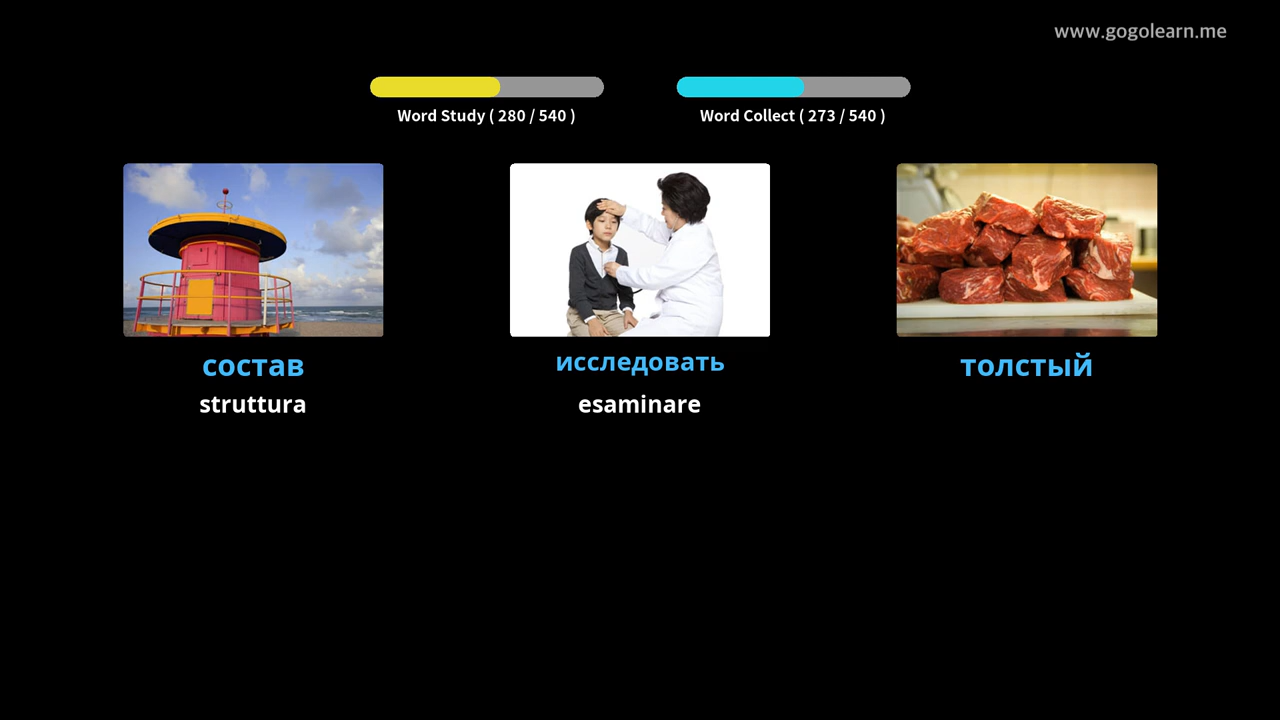 www.gogolearn.me
Word Study ( 280 / 540 )
Word Collect ( 273 / 540 )
состав
исследовать
толстый
struttura
esaminare